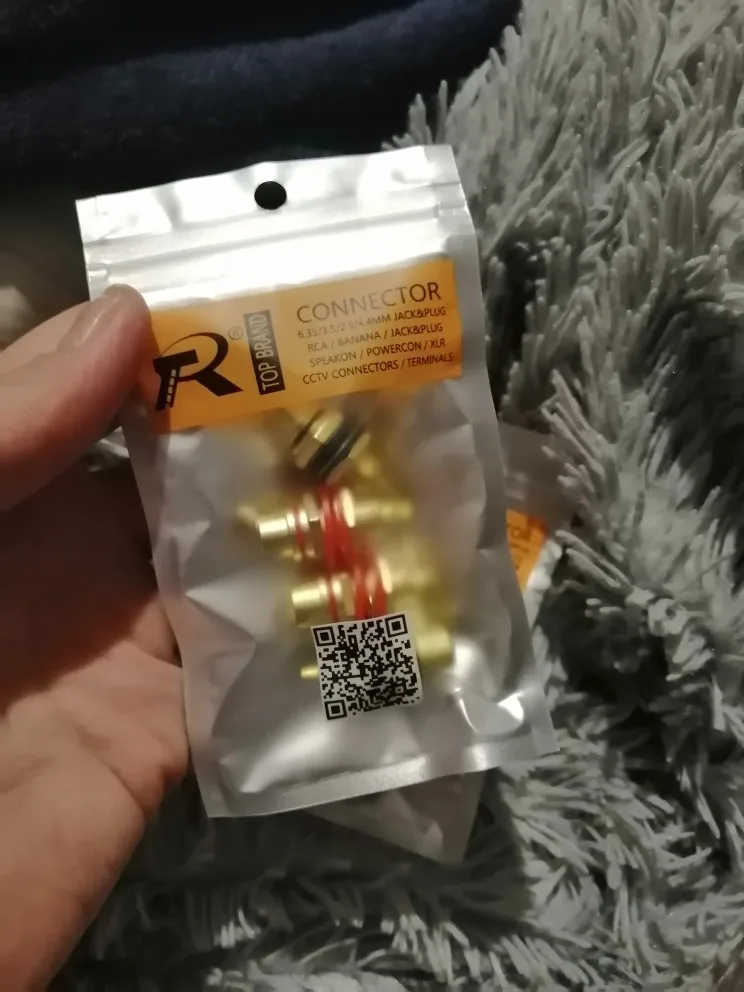 R®
TOP BRAND
CONNECTOR
6.35/3.5/2.5/4.4MM JACK&PLUG
RCA / BANANA / JACK&PLUG
SPEAKON / POWERCON / XLR
CCTV CONNECTORS / TERMINALS